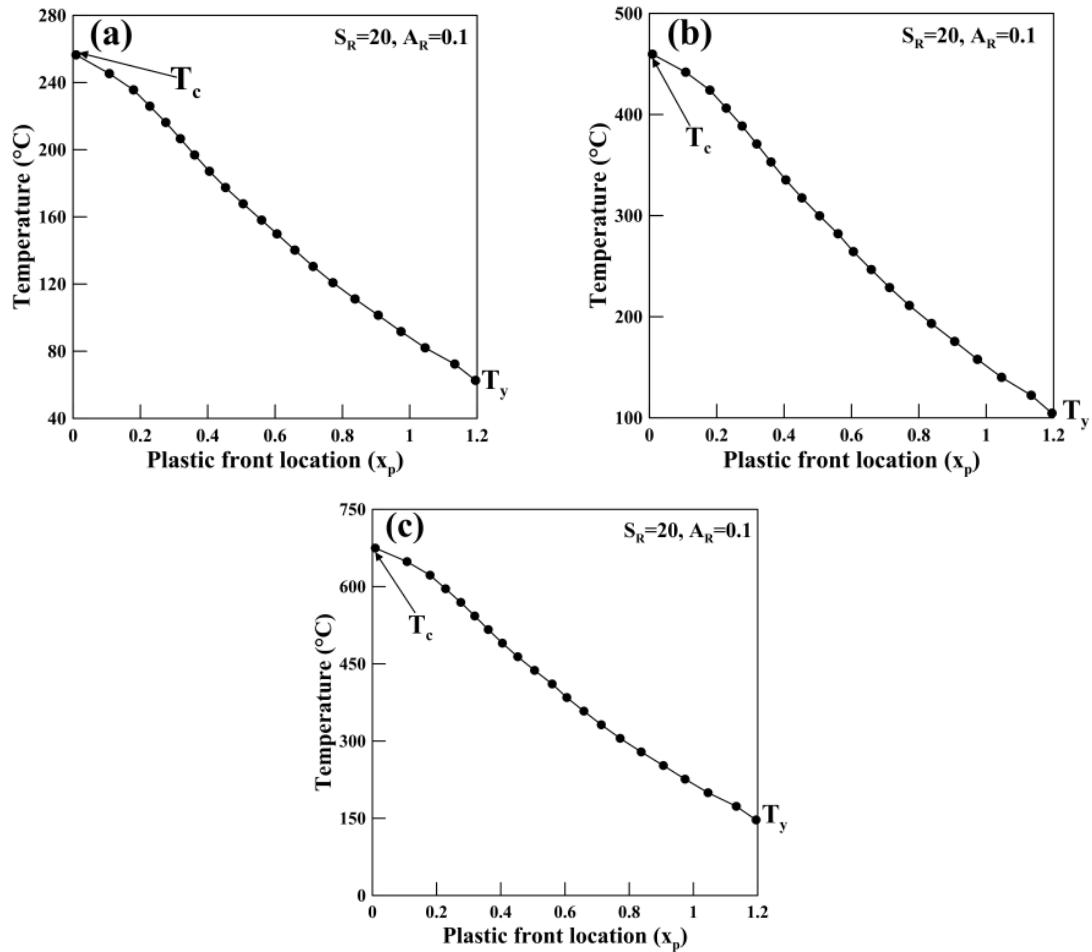 (a)
S_R=20, A_R=0.1
280
240
200
160
120
80
40
T_c
T_y
Temperature (°C)
0 0.2 0.4 0.6 0.8 1 1.2
Plastic front location (x_p)
(b)
S_R=20, A_R=0.1
500
400
300
200
100
T_c
T_y
Temperature (°C)
0 0.2 0.4 0.6 0.8 1 1.2
Plastic front location (x_p)
(c)
S_R=20, A_R=0.1
750
600
450
300
150
0
T_c
T_y
Temperature (°C)
0 0.2 0.4 0.6 0.8 1 1.2
Plastic front location (x_p)